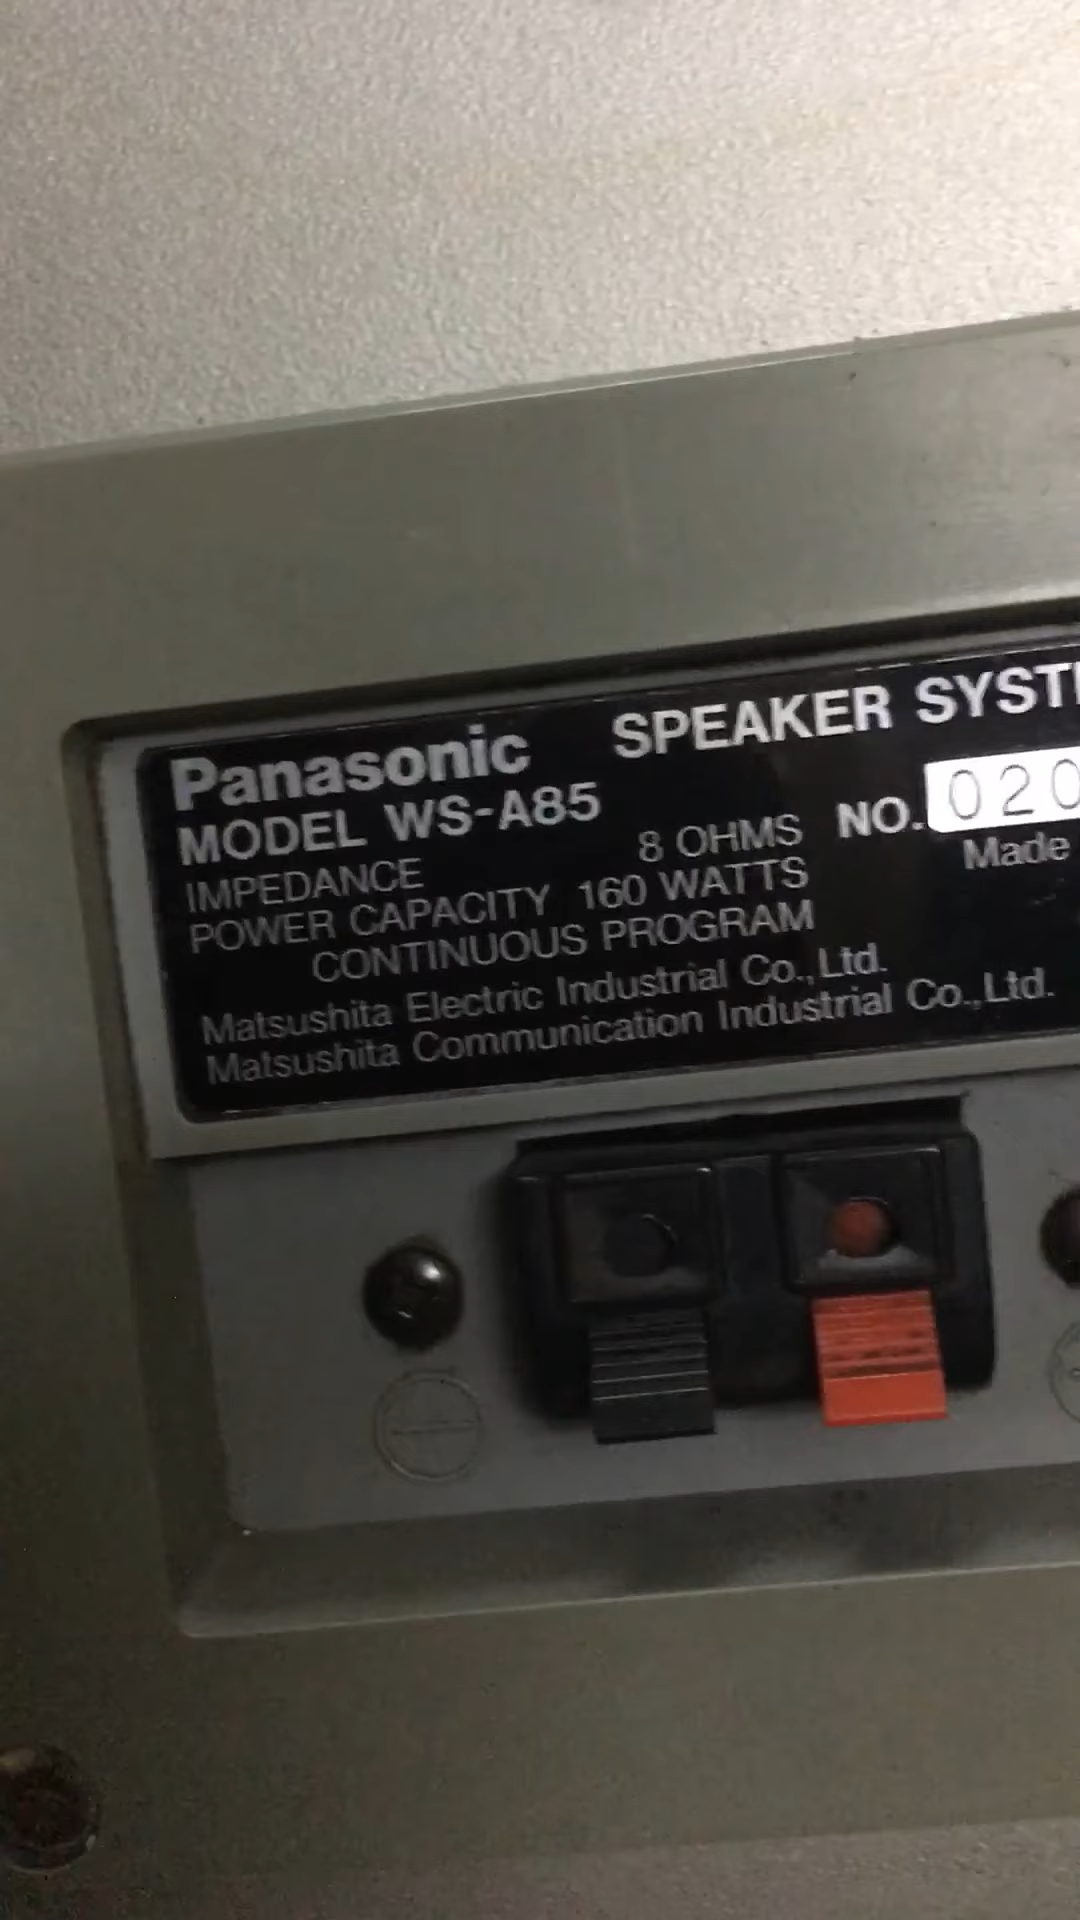 Panasonic SPEAKER
MODEL WS-A85
NO. 020
IMPEDANCE 8 OHMS
Made
POWER CAPACITY 160 WATTS
CONTINUOUS PROGRAM
Matsushita Electric Industrial Co., Ltd.
Matsushita Communication Industrial Co., Ltd.